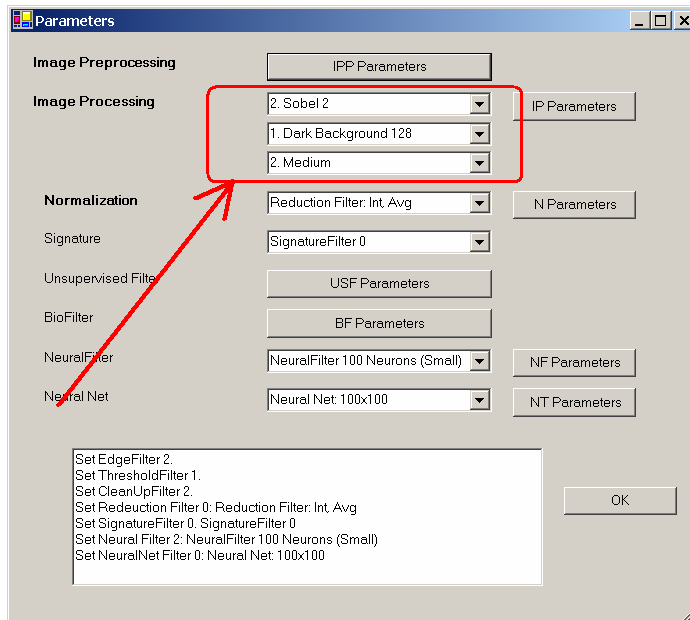 Parameters
Image Preprocessing
IPP Parameters
Image Processing
2. Sobel 2
IP Parameters
1. Dark Background 128
2. Medium
Normalization
Reduction Filter: Int, Avg
N Parameters
Signature
SignatureFilter 0
Unsupervised Filter
USF Parameters
BioFilter
BF Parameters
NeuralFilter
NeuralFilter 100 Neurons (Small)
NF Parameters
Neural Net
Neural Net: 100x100
NT Parameters
Set EdgeFilter 2.
Set ThresholdFilter 1.
Set CleanUpFilter 2.
Set Redeuction Filter 0: Reduction Filter: Int, Avg
Set SignatureFilter 0. SignatureFilter 0
Set Neural Filter 2: NeuralFilter 100 Neurons (Small)
Set NeuralNet Filter 0: Neural Net: 100x100
OK